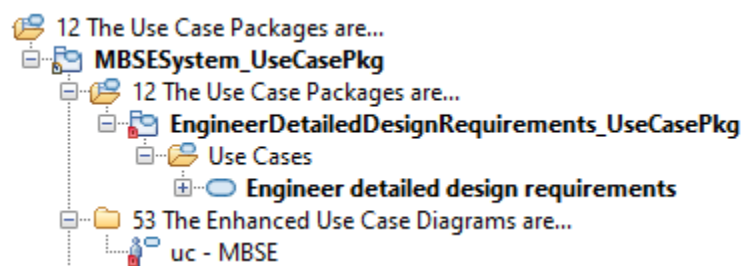 12 The Use Case Packages are...
MBSESystem_UseCasePkg
12 The Use Case Packages are...
EngineerDetailedDesignRequirements_UseCasePkg
Use Cases
Engineer detailed design requirements
53 The Enhanced Use Case Diagrams are...
uc - MBSE